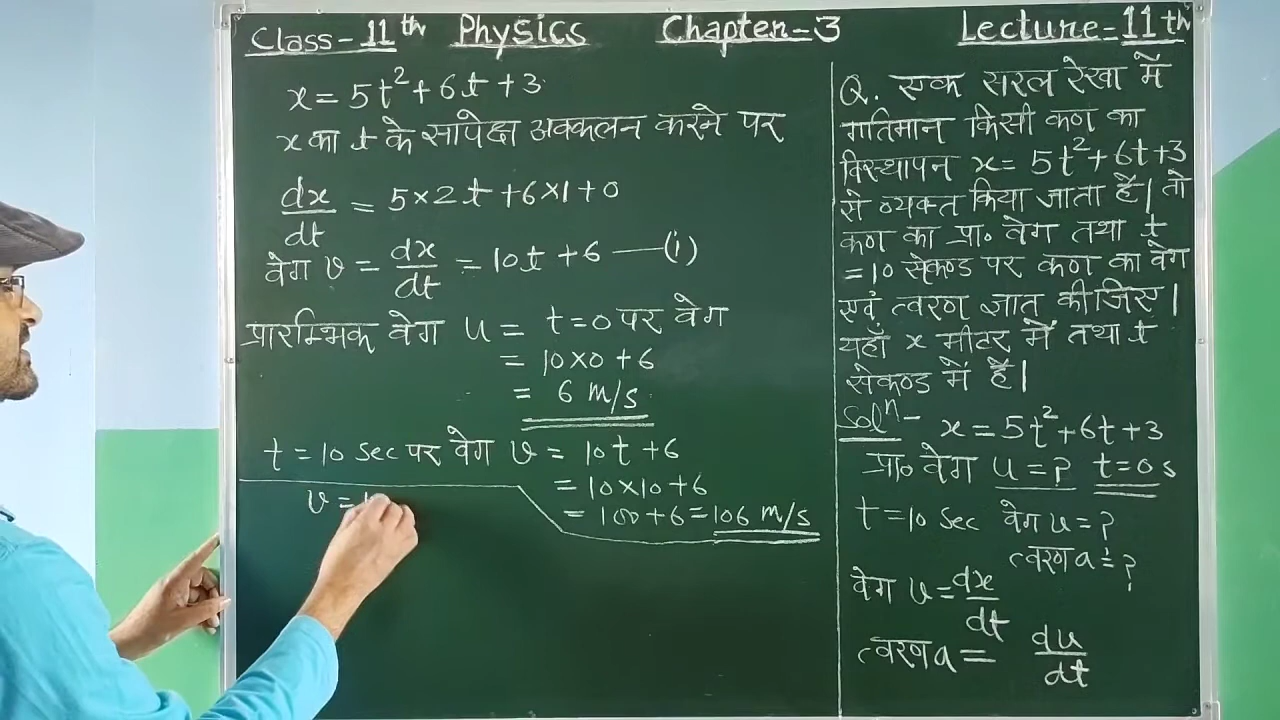 Class-11th Physics Chapter-3 Lecture-11th
x = 5t²+6t+3
x का t के सापेक्ष अवकलन करने पर
dx/dt = 5×2t+6×1+0
वेग v = dx/dt = 10t+6 —(i)
प्रारम्भिक वेग u = t=0 पर वेग
= 10×0+6
= 6 m/s
t=10 sec पर वेग v = 10t+6
= 10×10+6
= 100+6=106 m/s
v =
Q. एक सरल रेखा में
गतिमान किसी कण का
विस्थापन x = 5t²+6t+3
से व्यक्त किया जाता है। तो
कण का प्रा० वेग तथा t
=10 सेकण्ड पर कण का वेग
एवं त्वरण ज्ञात कीजिए।
यहाँ x मीटर में तथा t
सेकण्ड में है।
Solⁿ- x=5t²+6t+3
प्रा० वेग u=? t=0s
t=10 sec वेग v=?
त्वरण a=?
वेग v=dx/dt
त्वरण a= dv/dt